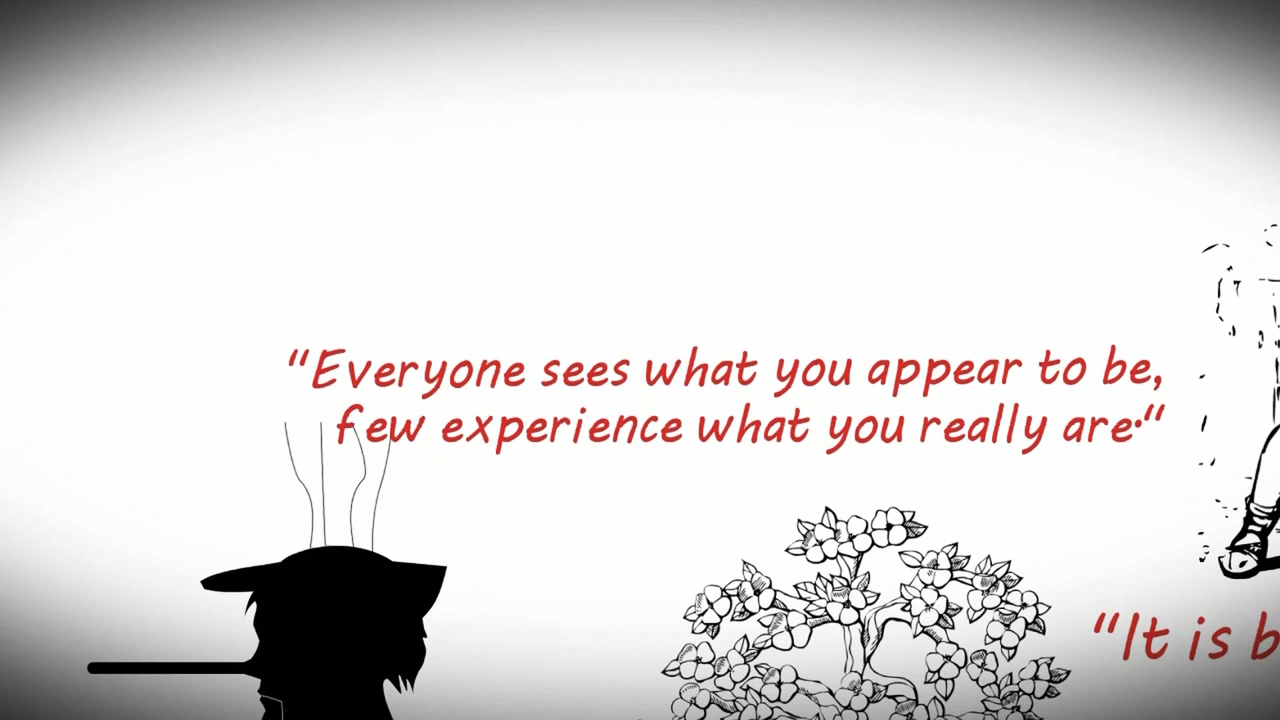 “Everyone sees what you appear to be,
few experience what you really are.“
“It is b